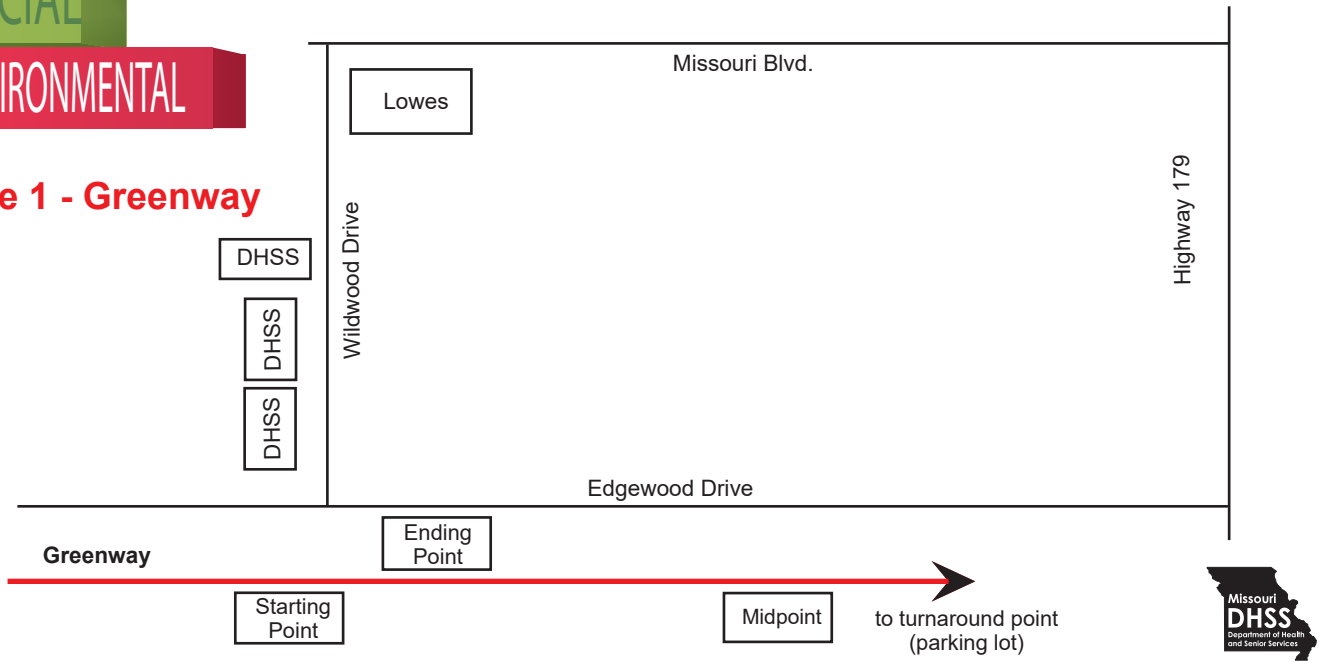 Missouri Blvd.
Lowes
Highway 179
- Greenway
1
DHSS
Wildwood Drive
DHSS
DHSS
Edgewood Drive
Ending
Point
Greenway
Starting
Point
Midpoint
to turnaround point
(parking lot)
Missouri
DHSS
Department of Health
and Senior Services